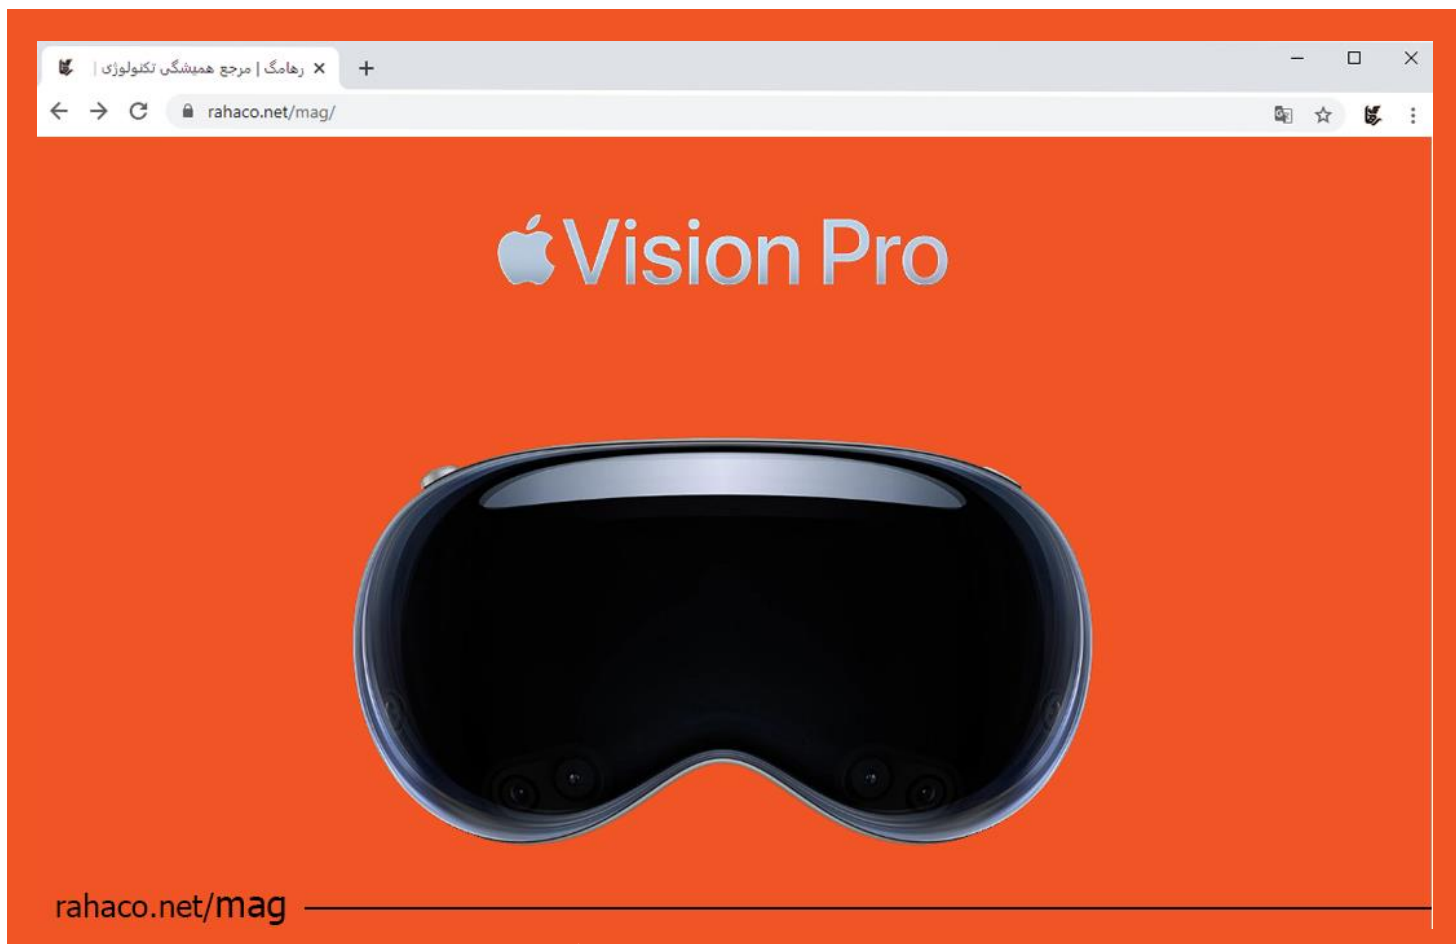 رهامگ | مرجع همیشگی تکنولوژی |
rahaco.net/mag/
Vision Pro
rahaco.net/mag